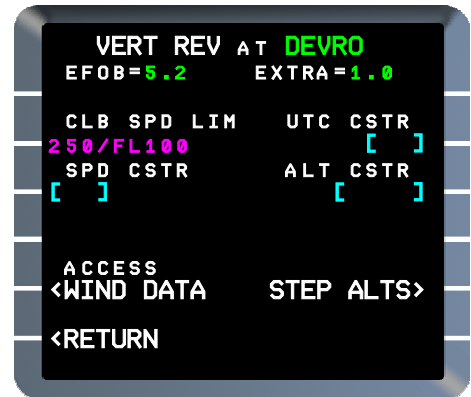 VERT REV AT DEVRO
EFOB=5.2 EXTRA=1.0
CLB SPD LIM UTC CSTR
250/FL100 [ ]
SPD CSTR ALT CSTR
[ ] [ ]
ACCESS
<WIND DATA STEP ALTS>
<RETURN